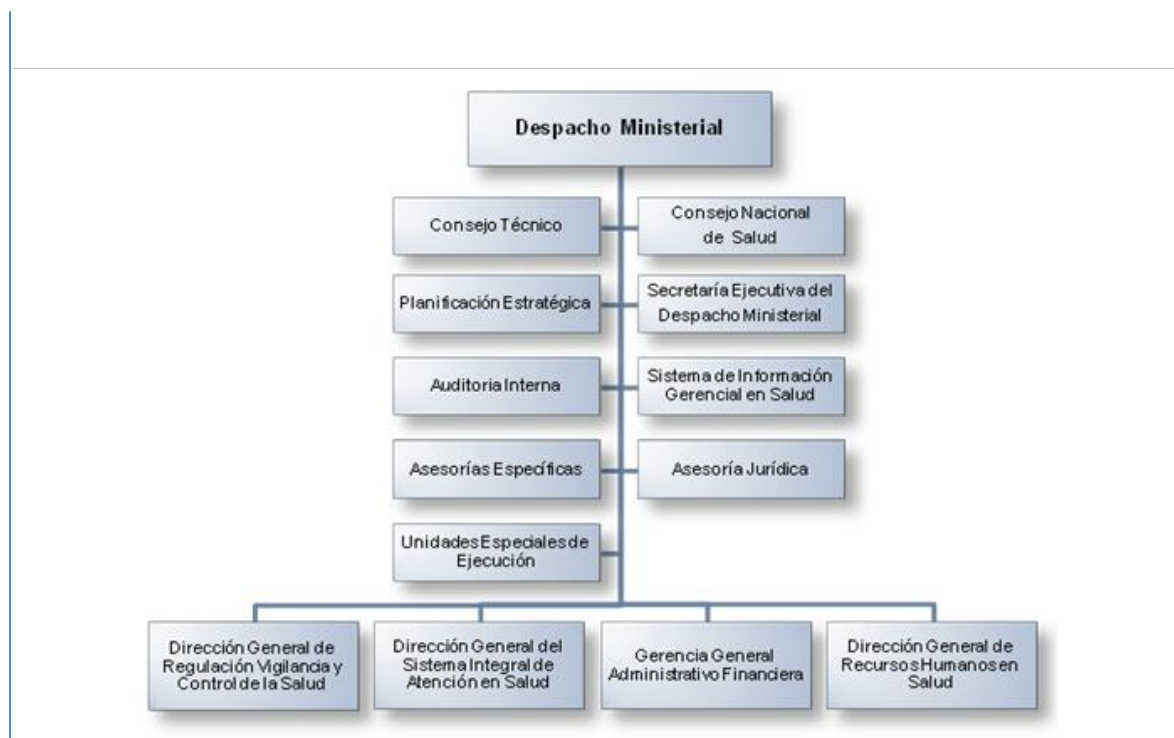 Despacho Ministerial
Consejo Técnico
Consejo Nacional
de Salud
Planificación Estratégica
Secretaría Ejecutiva del
Despacho Ministerial
Auditoria Interna
Sistema de Información
Gerencial en Salud
Asesorías Específicas
Asesoría Jurídica
Unidades Especiales de
Ejecución
Dirección General de
Regulación Vigilancia y
Control de la Salud
Dirección General del
Sistema Integral de
Atención en Salud
Gerencia General
Administrativo Financiera
Dirección General de
Recursos Humanos en
Salud